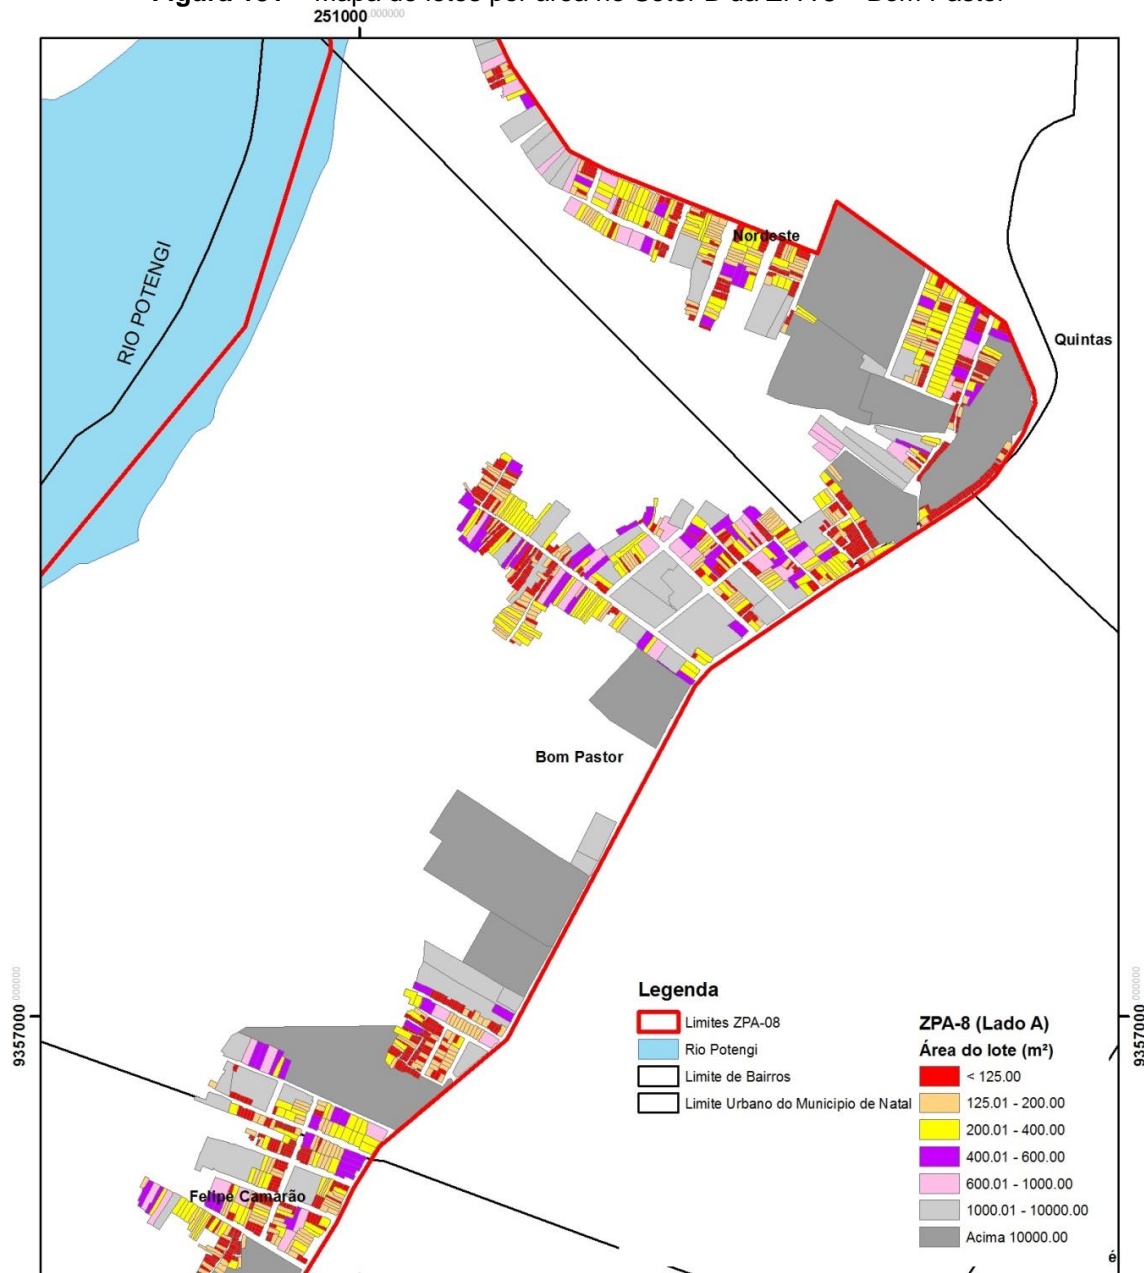 251000 000000
RIO POTENGI
Nordeste
Quintas
Bom Pastor
Felipe Camarão
9357000 000000
9357000 000000
Legenda
Limites ZPA-08
Rio Potengi
Limite de Bairros
Limite Urbano do Municipio de Natal
ZPA-8 (Lado A)
Área do lote (m²)
< 125.00
125.01 - 200.00
200.01 - 400.00
400.01 - 600.00
600.01 - 1000.00
1000.01 - 10000.00
Acima 10000.00
é